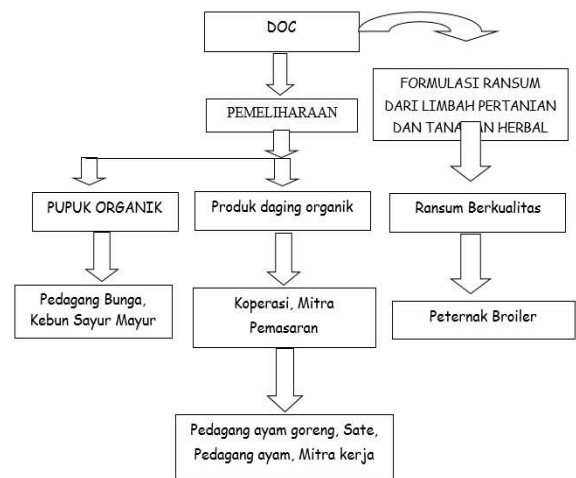 DOC
FORMULASI RANSUM
DARI LIMBAH PERTANIAN
DAN TANAMAN HERBAL
PEMELIHARAAN
PUPUK ORGANIK
Produk daging organik
Ransum Berkualitas
Pedagang Bunga,
Kebun Sayur Mayur
Koperasi, Mitra
Pemasaran
Peternak Broiler
Pedagang ayam goreng, Sate,
Pedagang ayam, Mitra kerja